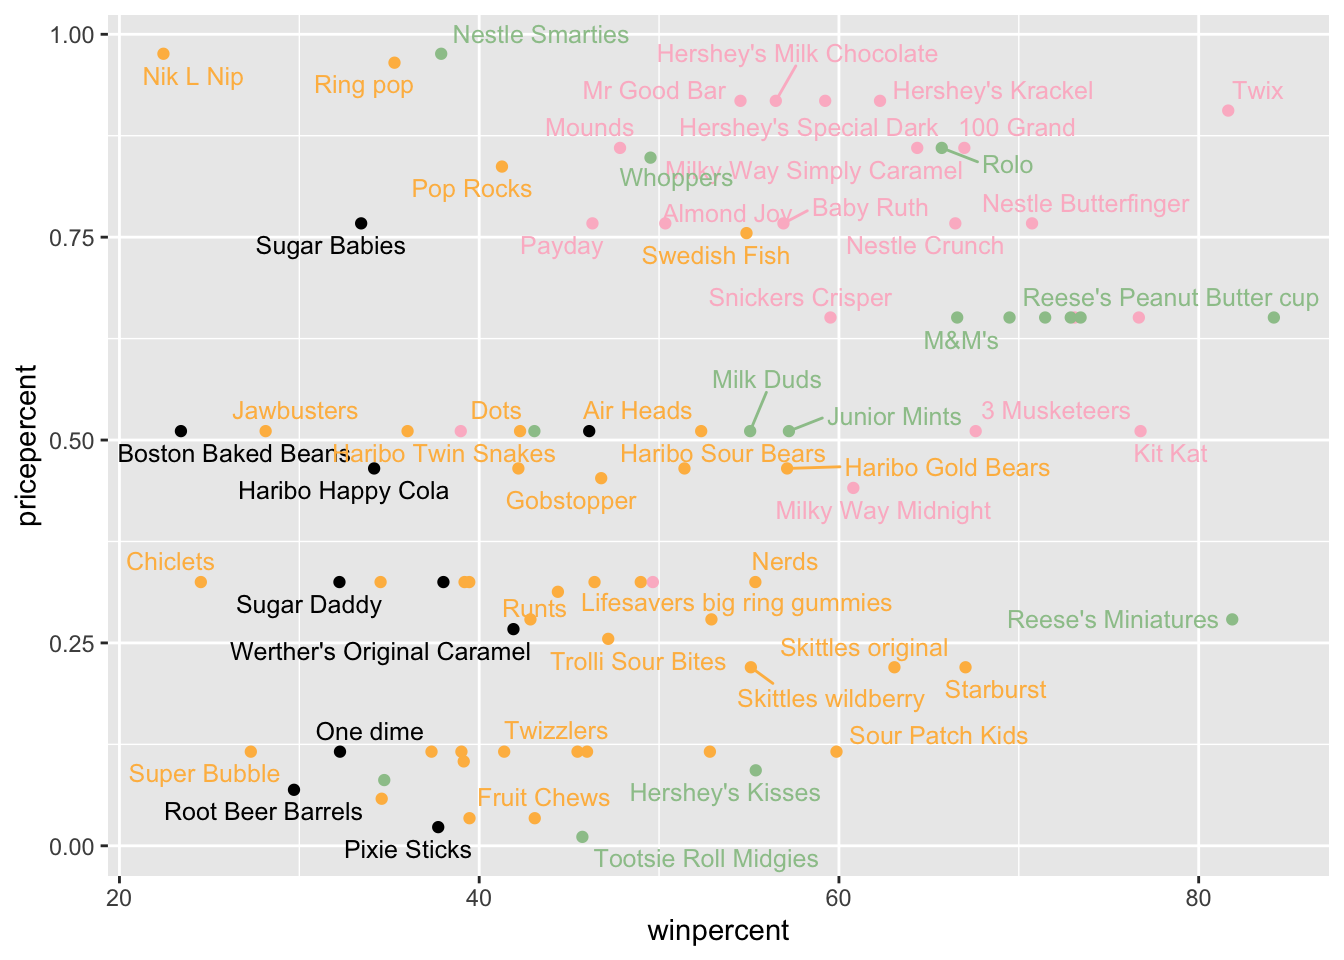 1.00
Nestle Smarties
Hershey's Milk Chocolate
Nik L Nip
Ring pop
Mr Good Bar
Hershey's Krackel
Twix
Mounds
Hershey's Special Dark
100 Grand
Rolo
Milky Way Simply Caramel
Whoppers
Pop Rocks
Almond Joy
Baby Ruth
Nestle Butterfinger
0.75
Sugar Babies
Payday
Nestle Crunch
Swedish Fish
Snickers Crisper
Reese's Peanut Butter cup
M&M's
Milk Duds
Jawbusters
Dots
Air Heads
Junior Mints
3 Musketeers
0.50
Boston Baked Beans
Haribo Twin Snakes
Haribo Sour Bears
Kit Kat
Haribo Gold Bears
Haribo Happy Cola
Gobstopper
Milky Way Midnight
pricepercent
Chiclets
Nerds
Sugar Daddy
Runts
Lifesavers big ring gummies
Reese's Miniatures
0.25
Werther's Original Caramel
Trolli Sour Bites
Skittles original
Starburst
Skittles wildberry
One dime
Twizzlers
Sour Patch Kids
Super Bubble
Hershey's Kisses
Fruit Chews
Root Beer Barrels
0.00
Pixie Sticks
Tootsie Roll Midgies
20
40
60
80
winpercent